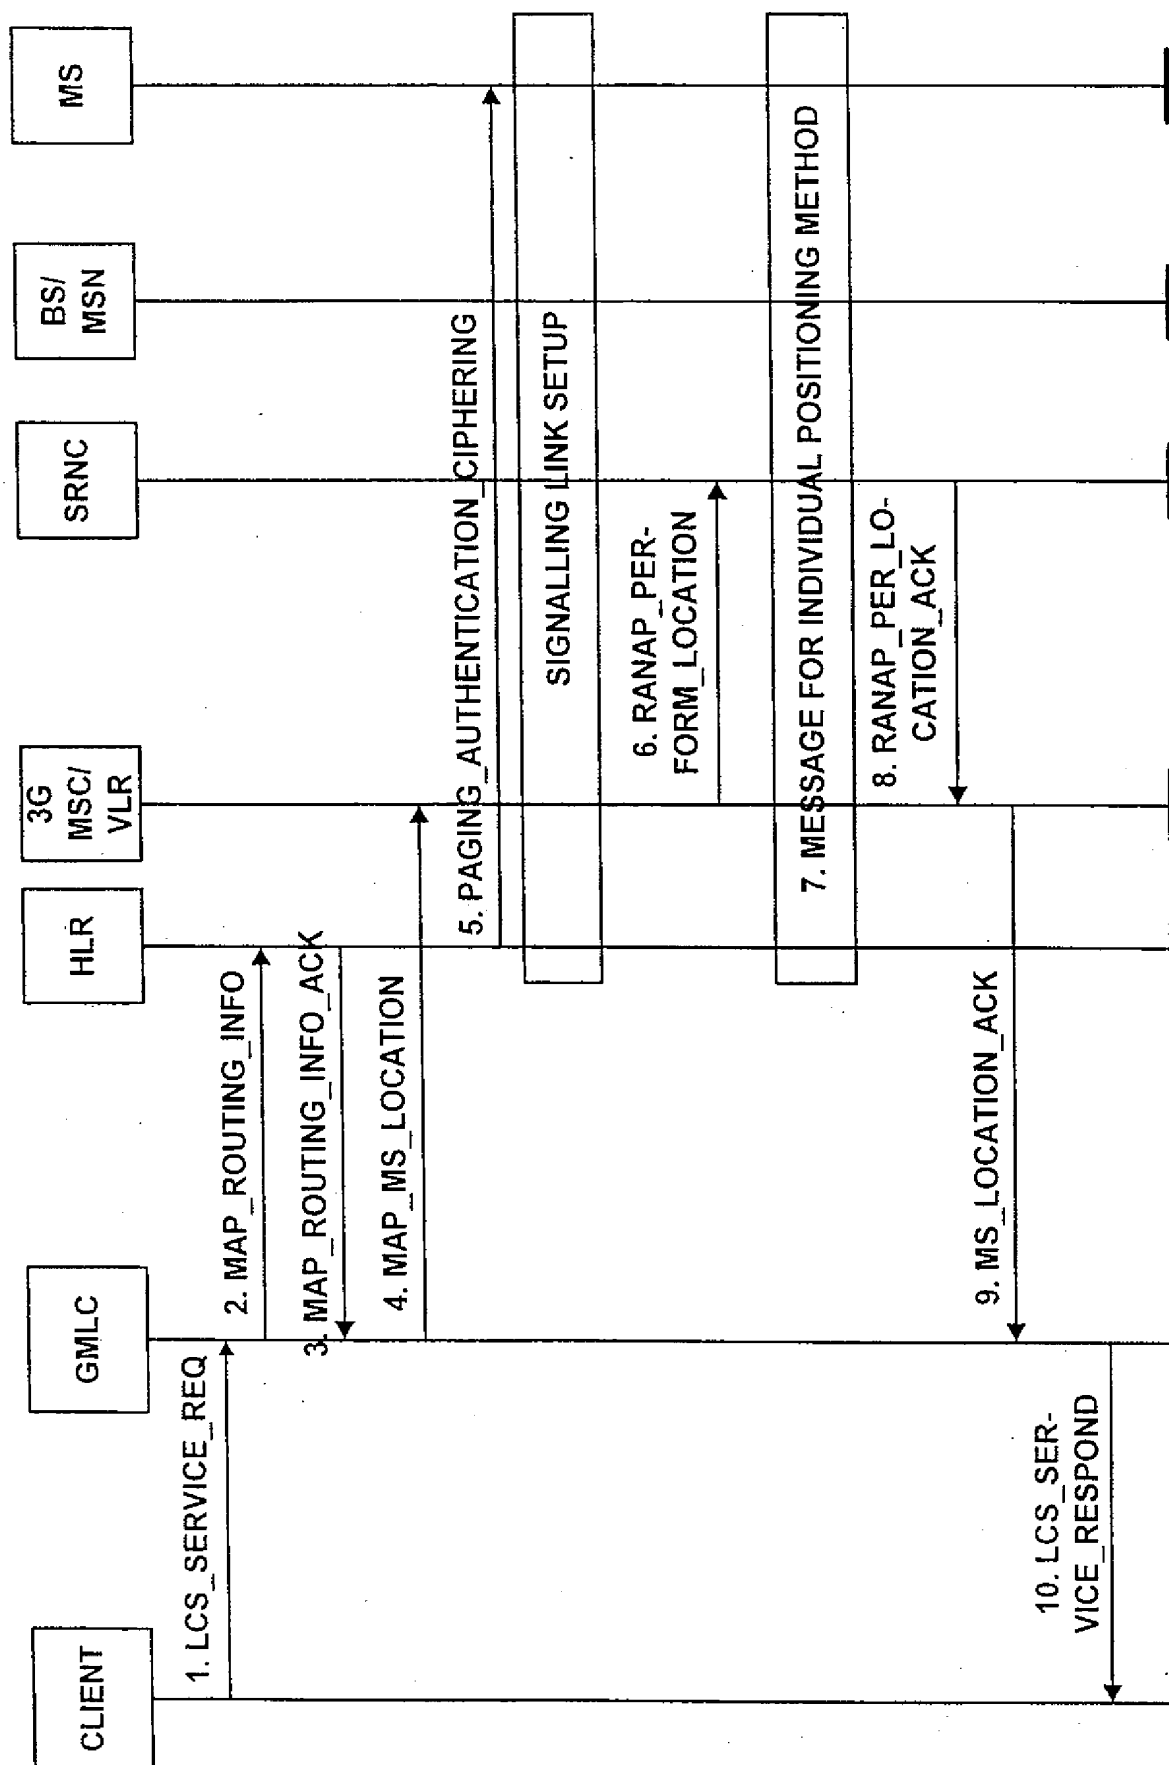 CLIENT
GMLC
HLR
3G
MSC/
VLR
SRNC
BS/
MSN
MS
1. LCS_SERVICE_REQ
2. MAP_ROUTING_INFO
3. MAP_ROUTING_INFO_ACK
4. MAP_MS_LOCATION
5. PAGING_AUTHENTICATION_CIPHERING
SIGNALLING LINK SETUP
6. RANAP_PER-
FORM_LOCATION
7. MESSAGE FOR INDIVIDUAL POSITIONING METHOD
8. RANAP_PER_LO-
CATION_ACK
9. MS_LOCATION_ACK
10. LCS_SER-
VICE_RESPOND